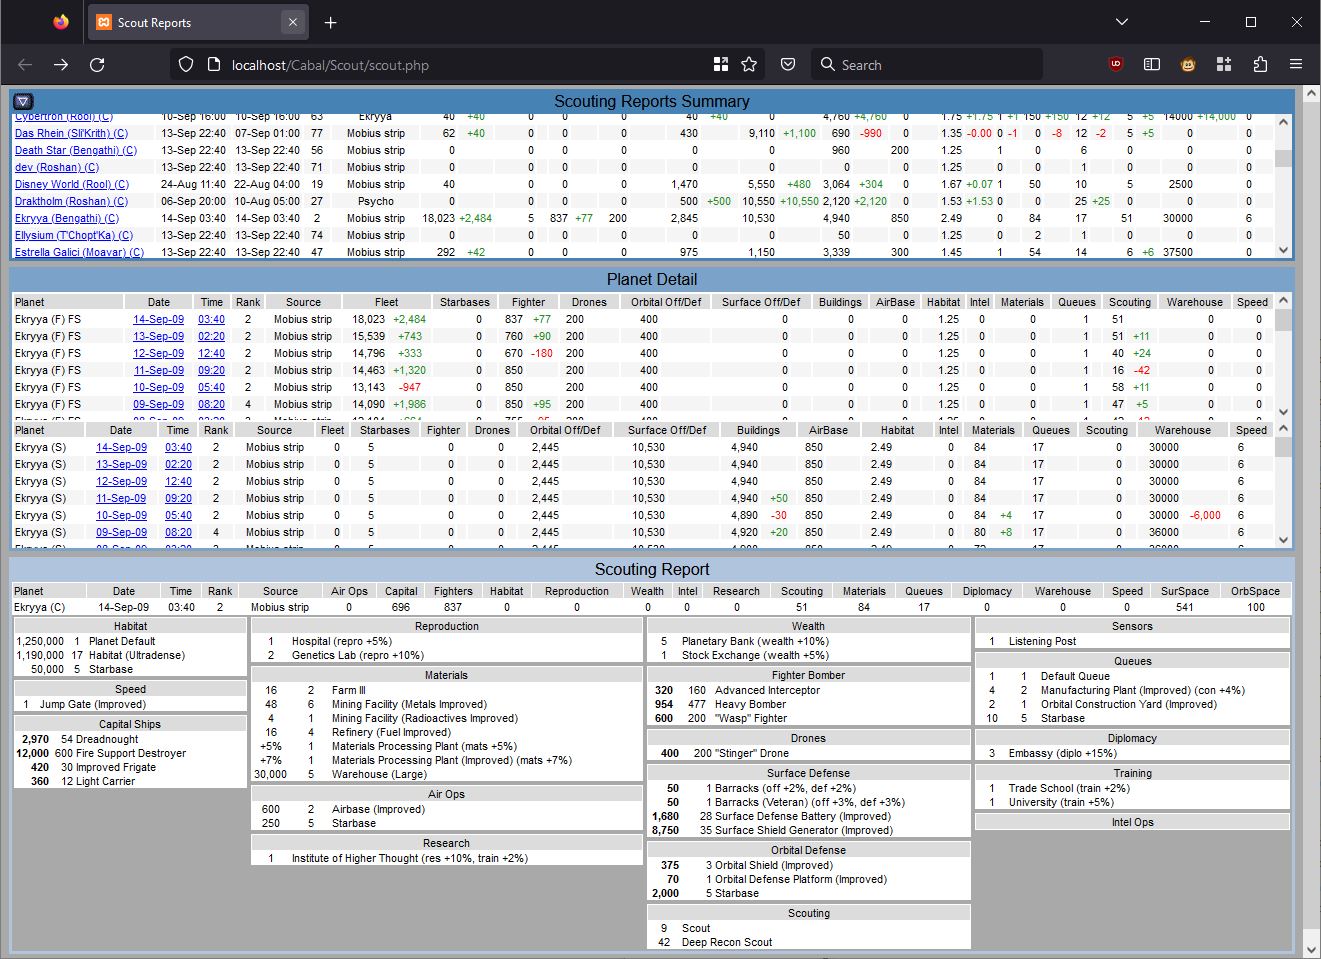 Scout Reports
localhost/Cabal/Scout/scout.php
Search
Scouting Reports Summary
Cybertron (Rool) (C) 10-Sep 16:00 10-Sep 16:00 63 Ekryya 40 +40 0 0 0 40 +40 0 4,760 +4,760 0 1.75 +1.75 1 +1 150 +150 12 +12 5 +5 14000 +14,000 0
Das Rhein (Sli'Krith) (C) 13-Sep 22:40 07-Sep 01:00 77 Mobius strip 62 +40 0 0 0 430 9,110 +1,100 690 -990 0 1.35 -0.00 0 -1 0 -8 12 -2 5 +5 0 0
Death Star (Bengathi) (C) 13-Sep 22:40 13-Sep 22:40 56 Mobius strip 0 0 0 0 0 0 960 200 1.25 1 0 6 0 0
dev (Roshan) (C) 13-Sep 22:40 13-Sep 22:40 71 Mobius strip 0 0 0 0 0 0 0 0 1.25 1 0 1 0 0
Disney World (Rool) (C) 24-Aug 11:40 22-Aug 04:00 19 Mobius strip 40 0 0 0 1,470 5,550 +480 3,064 +304 0 1.67 +0.07 1 50 10 5 2500 0
Draktholm (Roshan) (C) 06-Sep 20:00 10-Aug 05:00 27 Psycho 0 0 0 0 500 +500 10,550 +10,550 2,120 +2,120 0 1.53 +1.53 0 0 25 +25 0 0 0
Ekryya (Bengathi) (C) 14-Sep 03:40 14-Sep 03:40 2 Mobius strip 18,023 +2,484 5 837 +77 200 2,845 10,530 4,940 850 2.49 0 84 17 51 30000 6
Ellysium (T'Chopt'Ka) (C) 13-Sep 22:40 13-Sep 22:40 74 Mobius strip 0 0 0 0 0 0 50 0 1.25 1 2 1 0 0
Estrella Galici (Moavar) (C) 13-Sep 22:40 13-Sep 22:40 47 Mobius strip 292 +42 0 0 0 975 1,150 3,339 300 1.45 1 54 14 6 +6 37500 0
Planet Detail
Planet Date Time Rank Source Fleet Starbases Fighter Drones Orbital Off/Def Surface Off/Def Buildings AirBase Habitat Intel Materials Queues Scouting Warehouse Speed
Ekryya (F) FS 14-Sep-09 03:40 2 Mobius strip 18,023 +2,484 0 837 +77 200 400 0 0 0 1.25 0 0 1 51 0 0
Ekryya (F) FS 13-Sep-09 02:20 2 Mobius strip 15,539 +743 0 760 +90 200 400 0 0 0 1.25 0 0 1 51 +11 0 0
Ekryya (F) FS 12-Sep-09 12:40 2 Mobius strip 14,796 +333 0 670 -180 200 400 0 0 0 1.25 0 0 1 40 +24 0 0
Ekryya (F) FS 11-Sep-09 09:20 2 Mobius strip 14,463 +1,320 0 850 200 400 0 0 0 1.25 0 0 1 16 -42 0 0
Ekryya (F) FS 10-Sep-09 05:40 2 Mobius strip 13,143 -947 0 850 200 400 0 0 0 1.25 0 0 1 58 +11 0 0
Ekryya (F) FS 09-Sep-09 08:20 4 Mobius strip 14,090 +1,986 0 850 +95 200 400 0 0 0 1.25 0 0 1 47 +5 0 0
Planet Date Time Rank Source Fleet Starbases Fighter Drones Orbital Off/Def Surface Off/Def Buildings AirBase Habitat Intel Materials Queues Scouting Warehouse Speed
Ekryya (S) 14-Sep-09 03:40 2 Mobius strip 0 5 0 0 2,445 10,530 4,940 850 2.49 0 84 17 0 30000 6
Ekryya (S) 13-Sep-09 02:20 2 Mobius strip 0 5 0 0 2,445 10,530 4,940 850 2.49 0 84 17 0 30000 6
Ekryya (S) 12-Sep-09 12:40 2 Mobius strip 0 5 0 0 2,445 10,530 4,940 850 2.49 0 84 17 0 30000 6
Ekryya (S) 11-Sep-09 09:20 2 Mobius strip 0 5 0 0 2,445 10,530 4,940 +50 850 2.49 0 84 17 0 30000 6
Ekryya (S) 10-Sep-09 05:40 2 Mobius strip 0 5 0 0 2,445 10,530 4,890 -30 850 2.49 0 84 +4 17 0 30000 -6,000 6
Ekryya (S) 09-Sep-09 08:20 4 Mobius strip 0 5 0 0 2,445 10,530 4,920 +20 850 2.49 0 80 +8 17 0 36000 6
Scouting Report
Planet Date Time Rank Source Air Ops Capital Fighters Habitat Reproduction Wealth Intel Research Scouting Materials Queues Diplomacy Warehouse Speed SurSpace OrbSpace
Ekryya (C) 14-Sep-09 03:40 2 Mobius strip 0 696 837 0 0 0 0 0 51 84 17 0 0 0 541 100
Habitat
1,250,000 1 Planet Default
1,190,000 17 Habitat (Ultradense)
50,000 5 Starbase
Speed
1 Jump Gate (Improved)
Capital Ships
2,970 54 Dreadnought
12,000 600 Fire Support Destroyer
420 30 Improved Frigate
360 12 Light Carrier
Reproduction
1 Hospital (repro +5%)
2 Genetics Lab (repro +10%)
Materials
16 2 Farm III
48 6 Mining Facility (Metals Improved)
4 1 Mining Facility (Radioactives Improved)
16 4 Refinery (Fuel Improved)
+5% 1 Materials Processing Plant (mats +5%)
+7% 1 Materials Processing Plant (Improved) (mats +7%)
30,000 5 Warehouse (Large)
Air Ops
600 2 Airbase (Improved)
250 5 Starbase
Research
1 Institute of Higher Thought (res +10%, train +2%)
Wealth
5 Planetary Bank (wealth +10%)
1 Stock Exchange (wealth +5%)
Fighter Bomber
320 160 Advanced Interceptor
954 477 Heavy Bomber
600 200 "Wasp" Fighter
Drones
400 200 "Stinger" Drone
Surface Defense
50 1 Barracks (off +2%, def +2%)
50 1 Barracks (Veteran) (off +3%, def +3%)
1,680 28 Surface Defense Battery (Improved)
8,750 35 Surface Shield Generator (Improved)
Orbital Defense
375 3 Orbital Shield (Improved)
70 1 Orbital Defense Platform (Improved)
2,000 5 Starbase
Scouting
9 Scout
42 Deep Recon Scout
Sensors
1 Listening Post
Queues
1 1 Default Queue
4 2 Manufacturing Plant (Improved) (con +4%)
2 1 Orbital Construction Yard (Improved)
10 5 Starbase
Diplomacy
3 Embassy (diplo +15%)
Training
1 Trade School (train +2%)
1 University (train +5%)
Intel Ops